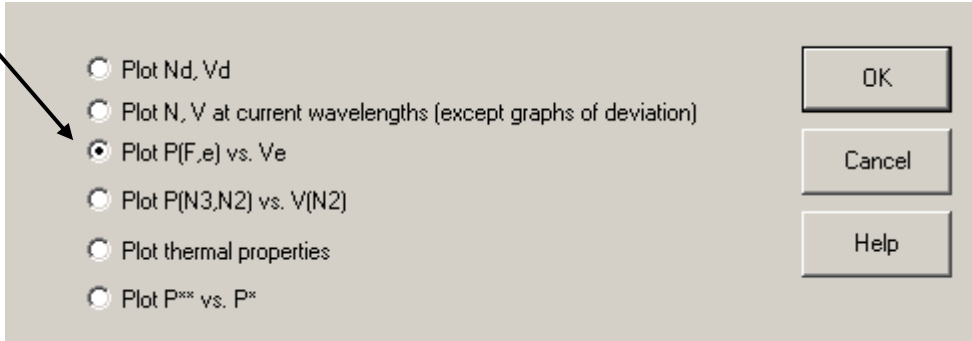 Plot Nd, Vd
Plot N, V at current wavelengths (except graphs of deviation)
Plot P(F,e) vs. Ve
Plot P(N3,N2) vs. V(N2)
Plot thermal properties
Plot P** vs. P*
OK
Cancel
Help